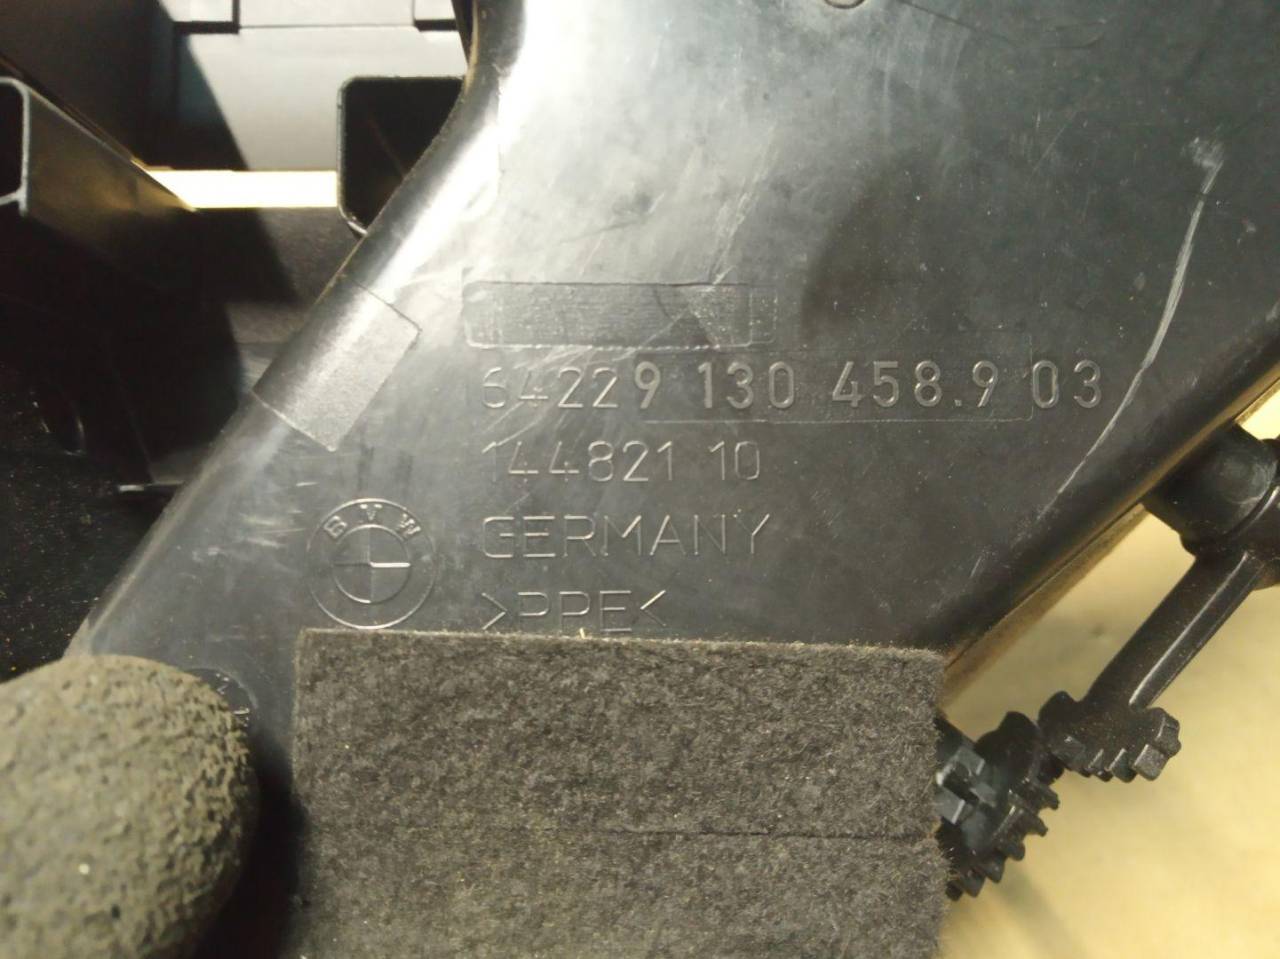 64229 130 458.9 03
144821 10
BMW
GERMANY
>PPE<